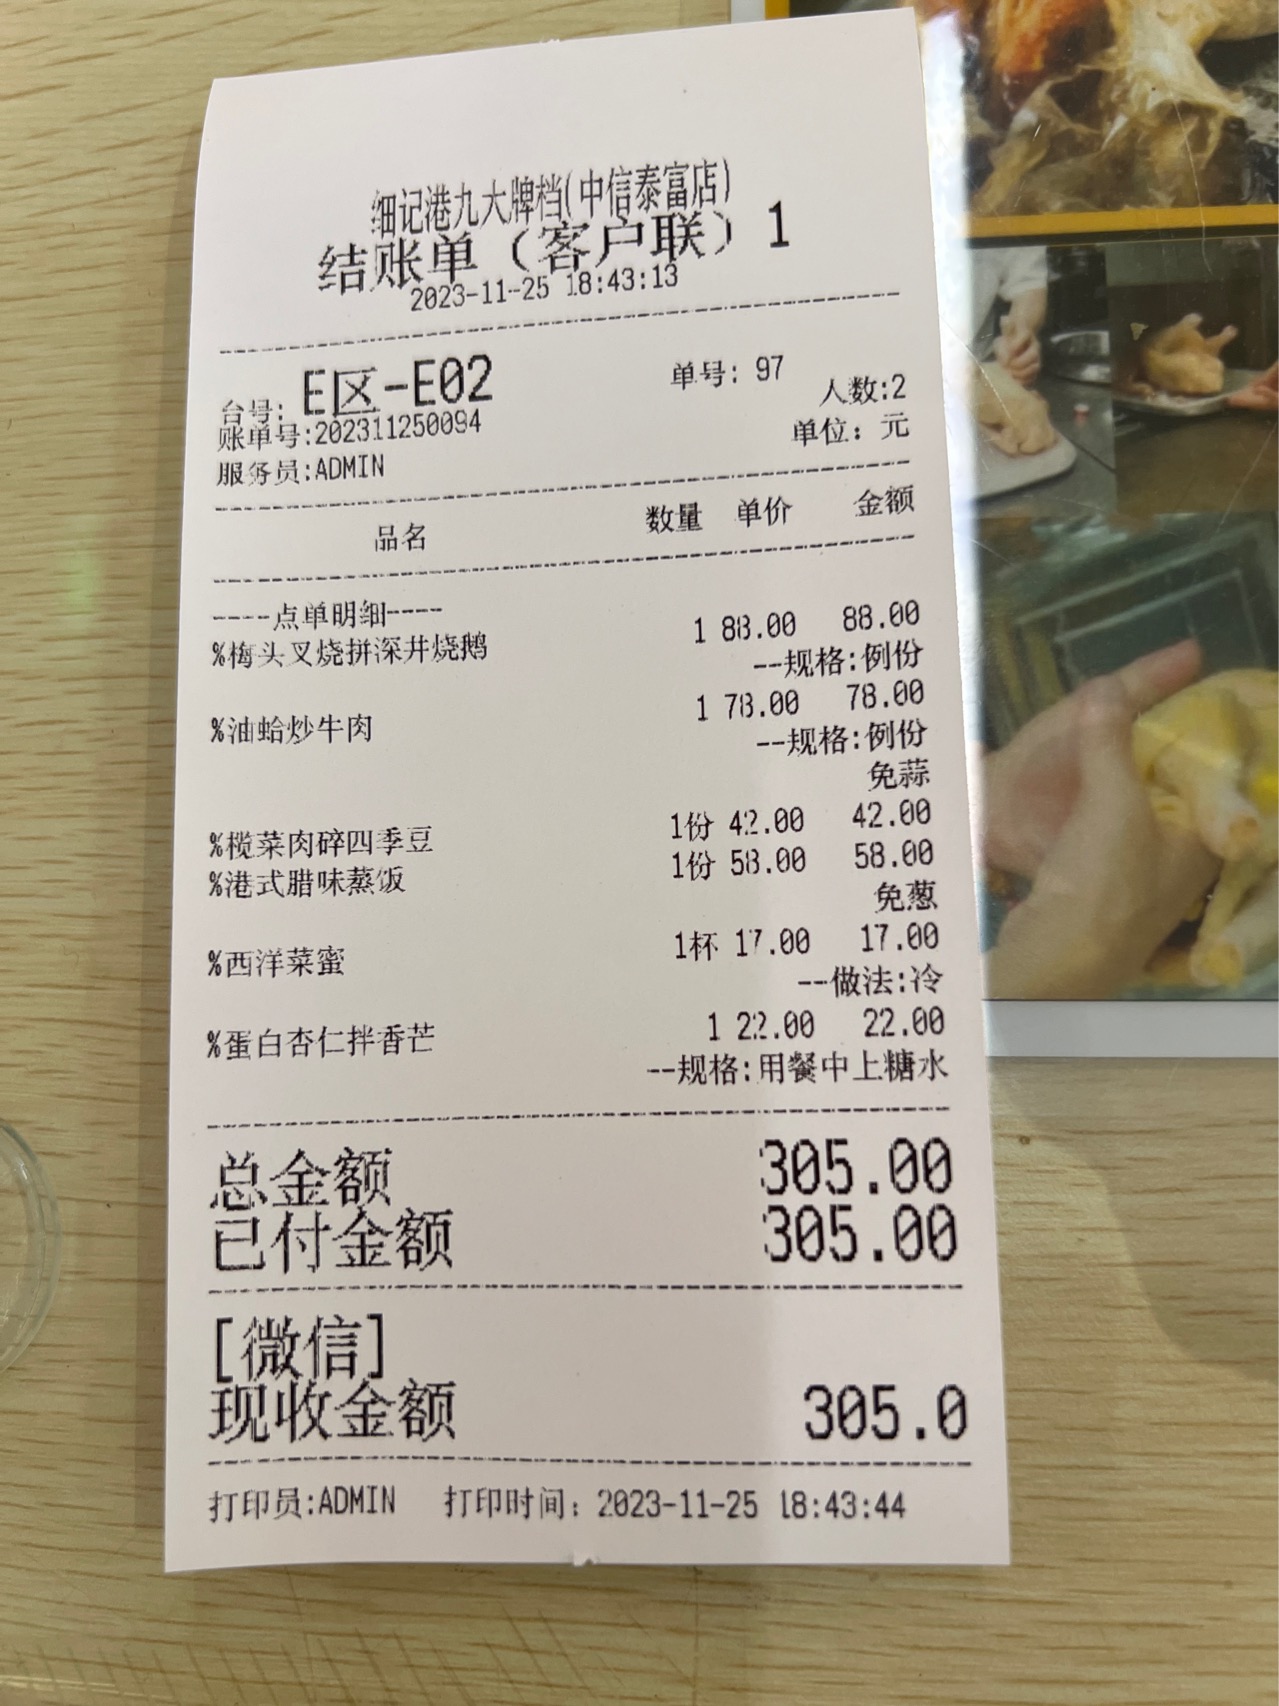 细记港九大牌档(中信泰富店)
结账单（客户联）1
2023-11-25 18:43:13
台号: E区-E02 单号: 97
账单号:202311250094 人数:2
服务员:ADMIN 单位: 元
品名 数量 单价 金额
----点单明细----
%梅头叉烧拼深井烧鹅 1 88.00 88.00
--规格:例份
%油蛤炒牛肉 1 78.00 78.00
--规格:例份
免蒜
%榄菜肉碎四季豆 1份 42.00 42.00
%港式腊味蒸饭 1份 58.00 58.00
免葱
%西洋菜蜜 1杯 17.00 17.00
--做法:冷
%蛋白杏仁拌香芒 1 22.00 22.00
--规格:用餐中上糖水
总金额 305.00
已付金额 305.00
[微信]
现收金额 305.0
打印员:ADMIN 打印时间: 2023-11-25 18:43:44